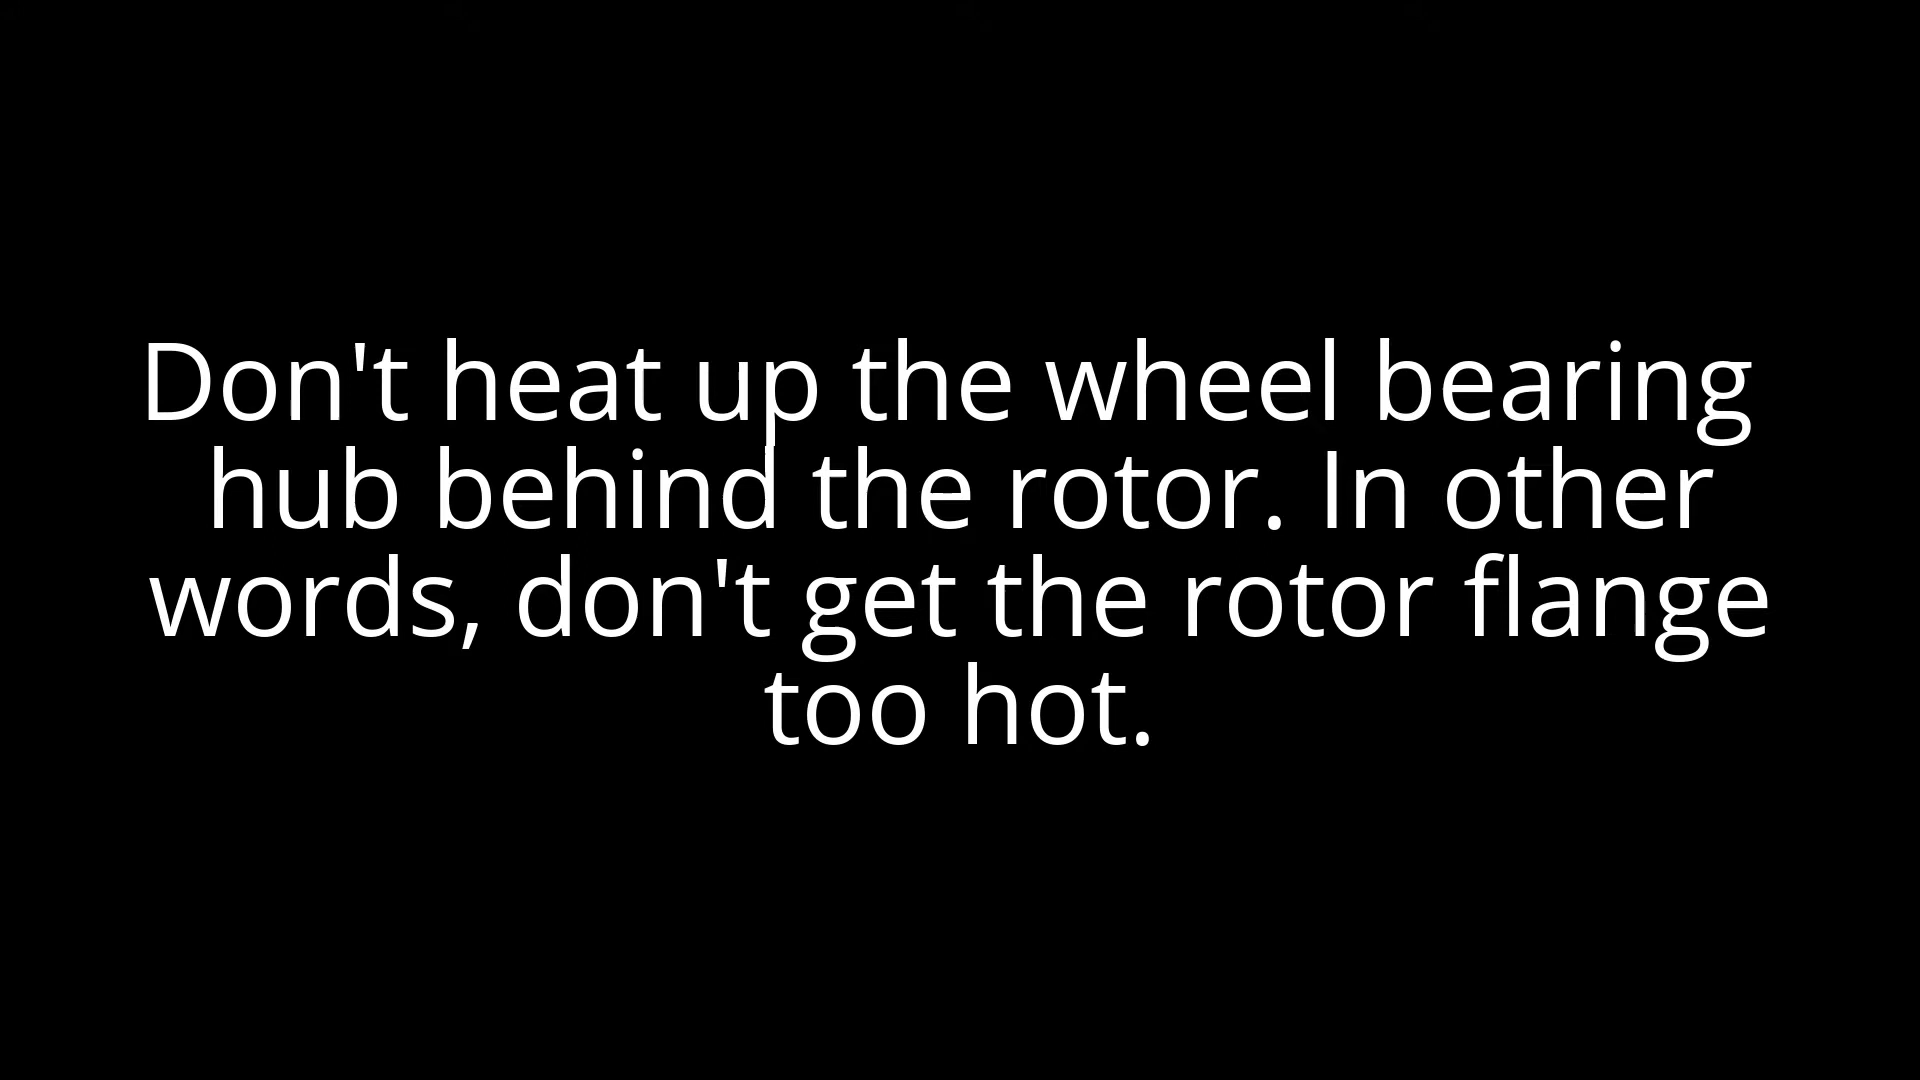 Don't heat up the wheel bearing
hub behind the rotor. In other
words, don't get the rotor flange
too hot.